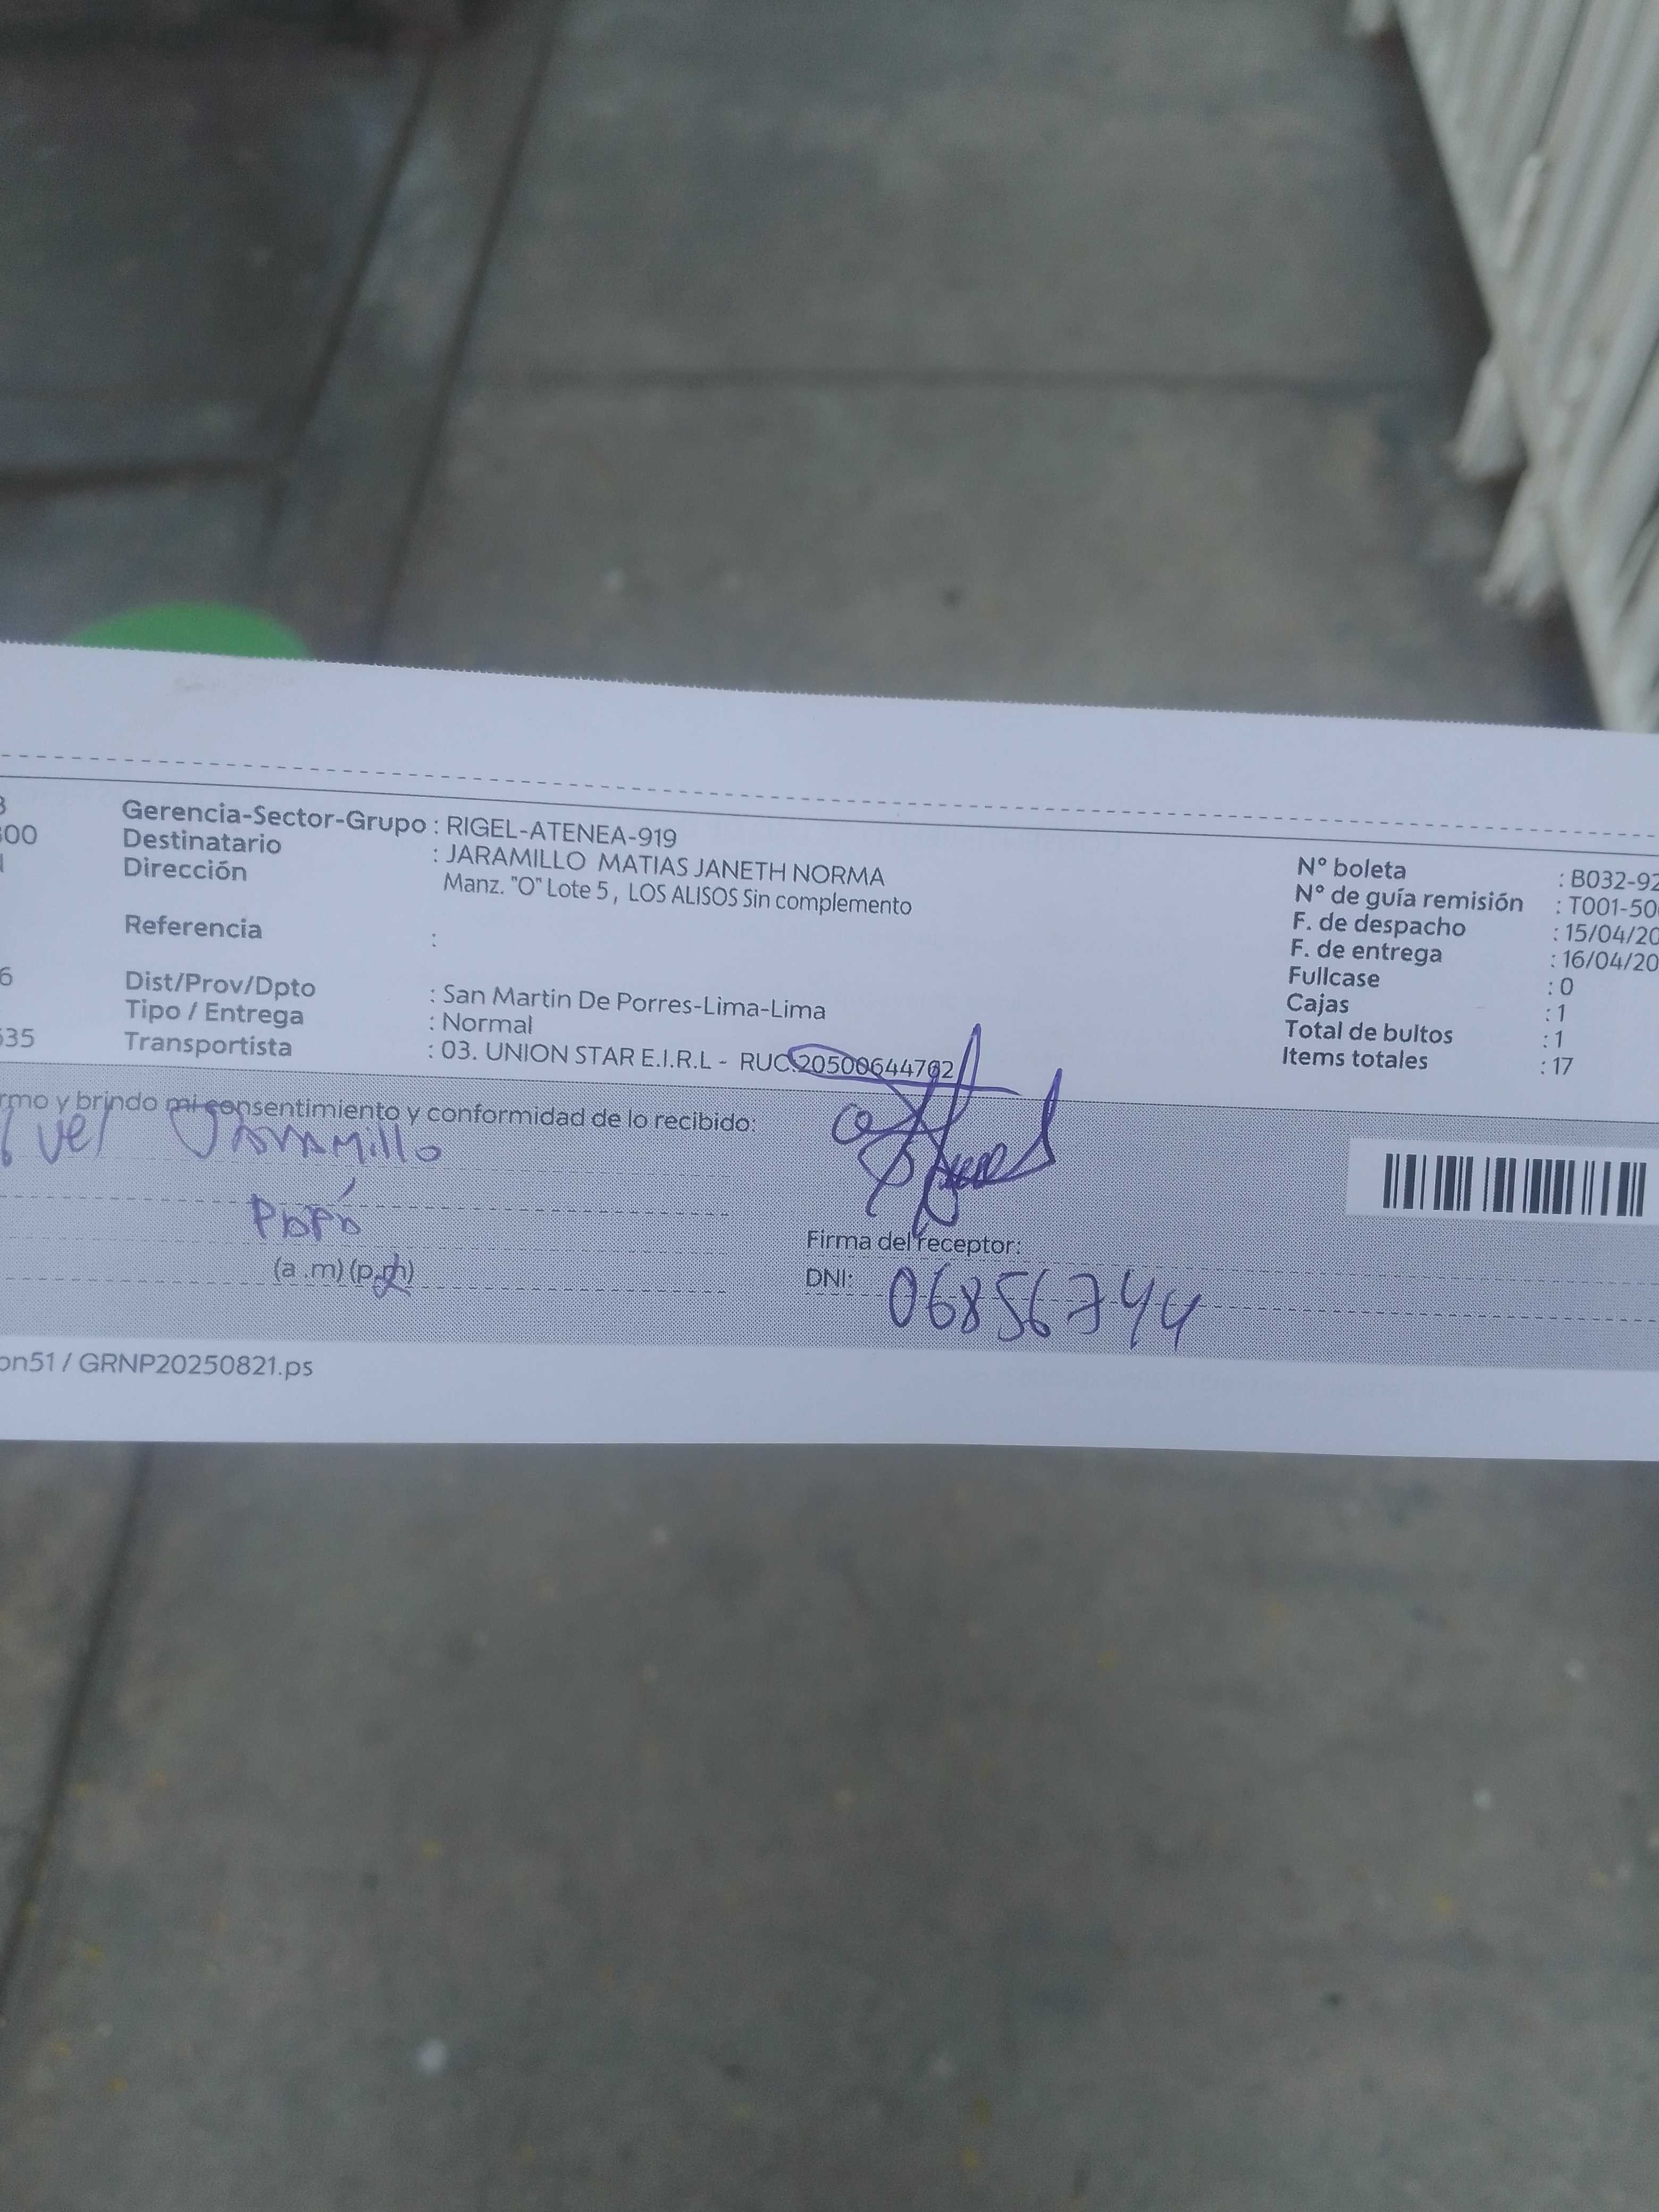 Gerencia-Sector-Grupo : RIGEL-ATENEA-919
Destinatario : JARAMILLO MATIAS JANETH NORMA
Dirección Manz. "O" Lote 5 , LOS ALISOS Sin complemento
Referencia :
Dist/Prov/Dpto : San Martin De Porres-Lima-Lima
Tipo / Entrega : Normal
Transportista : 03. UNION STAR E.I.R.L - RUC:20500644702
00
6
535
N° boleta : B032-92
N° de guía remisión : T001-50
F. de despacho : 15/04/20
F. de entrega : 16/04/20
Fullcase : 0
Cajas : 1
Total de bultos : 1
Items totales : 17
rmo y brindo mi consentimiento y conformidad de lo recibido:
Jaramillo
Papá
(a .m) (p.m)
Firma del receptor:
DNI: 06856744
on51 / GRNP20250821.ps